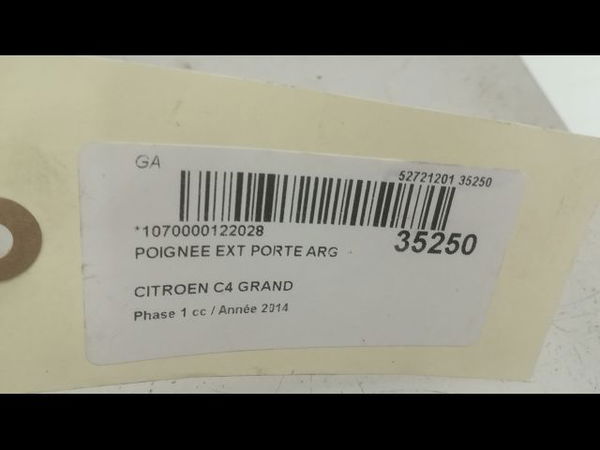 GA
52721201 35250
*1070000122028
35250
POIGNEE EXT PORTE ARG
CITROEN C4 GRAND
Phase 1 cc / Année 2014